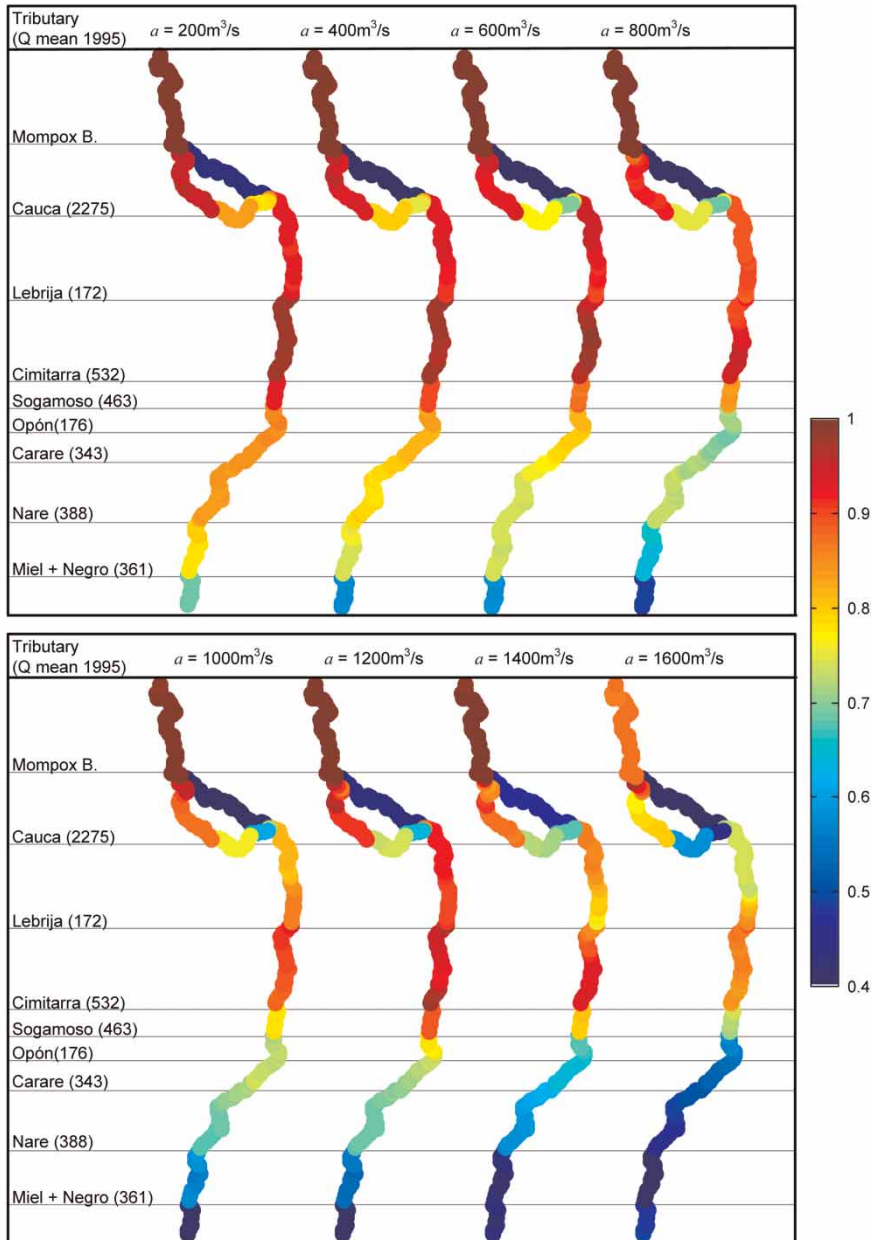 Tributary
(Q mean 1995)
a = 200m³/s
a = 400m³/s
a = 600m³/s
a = 800m³/s
Mompox B.
Cauca (2275)
Lebrija (172)
Cimitarra (532)
Sogamoso (463)
Opón(176)
Carare (343)
Nare (388)
Miel + Negro (361)
Tributary
(Q mean 1995)
a = 1000m³/s
a = 1200m³/s
a = 1400m³/s
a = 1600m³/s
Mompox B.
Cauca (2275)
Lebrija (172)
Cimitarra (532)
Sogamoso (463)
Opón(176)
Carare (343)
Nare (388)
Miel + Negro (361)
1
0.9
0.8
0.7
0.6
0.5
0.4